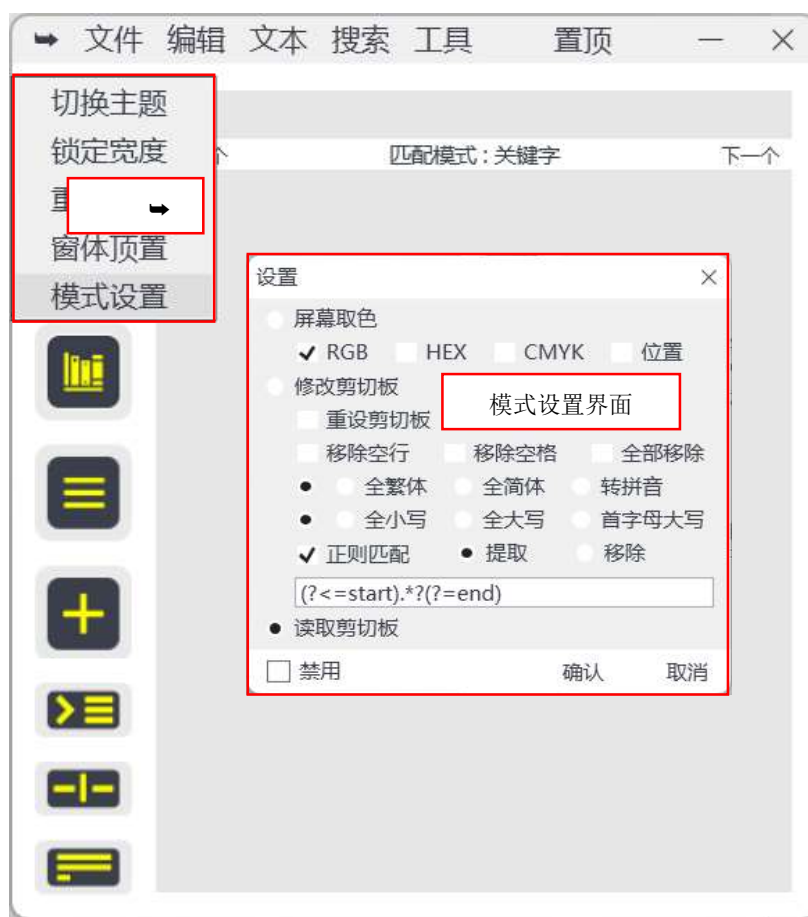 ➥ 文件 编辑 文本 搜索 工具 置顶
切换主题
锁定宽度
个 匹配模式 : 关键字 下一个
➥
窗体顶置
模式设置
设置
屏幕取色
RGB HEX CMYK 位置
修改剪切板
模式设置界面
重设剪切板
移除空行 移除空格 全部移除
全繁体 全简体 转拼音
全小写 全大写 首字母大写
正则匹配 提取 移除
(?<=start).*?(?=end)
读取剪切板
禁用 确认 取消